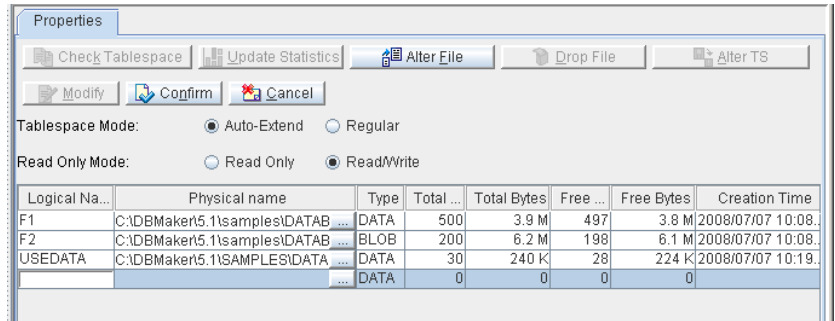 Properties
Check Tablespace Update Statistics Alter File Drop File Alter TS
Modify Confirm Cancel
Tablespace Mode: Auto-Extend Regular
Read Only Mode: Read Only Read/Write
Logical Na... Physical name Type Total ... Total Bytes Free ... Free Bytes Creation Time
F1 C:\DBMaker\5.1\samples\DATAB ... DATA 500 3.9 M 497 3.8 M 2008/07/07 10:08..
F2 C:\DBMaker\5.1\samples\DATAB ... BLOB 200 6.2 M 198 6.1 M 2008/07/07 10:08..
USEDATA C:\DBMaker\5.1\SAMPLES\DATA ... DATA 30 240 K 28 224 K 2008/07/07 10:19..
... DATA 0 0 0 0